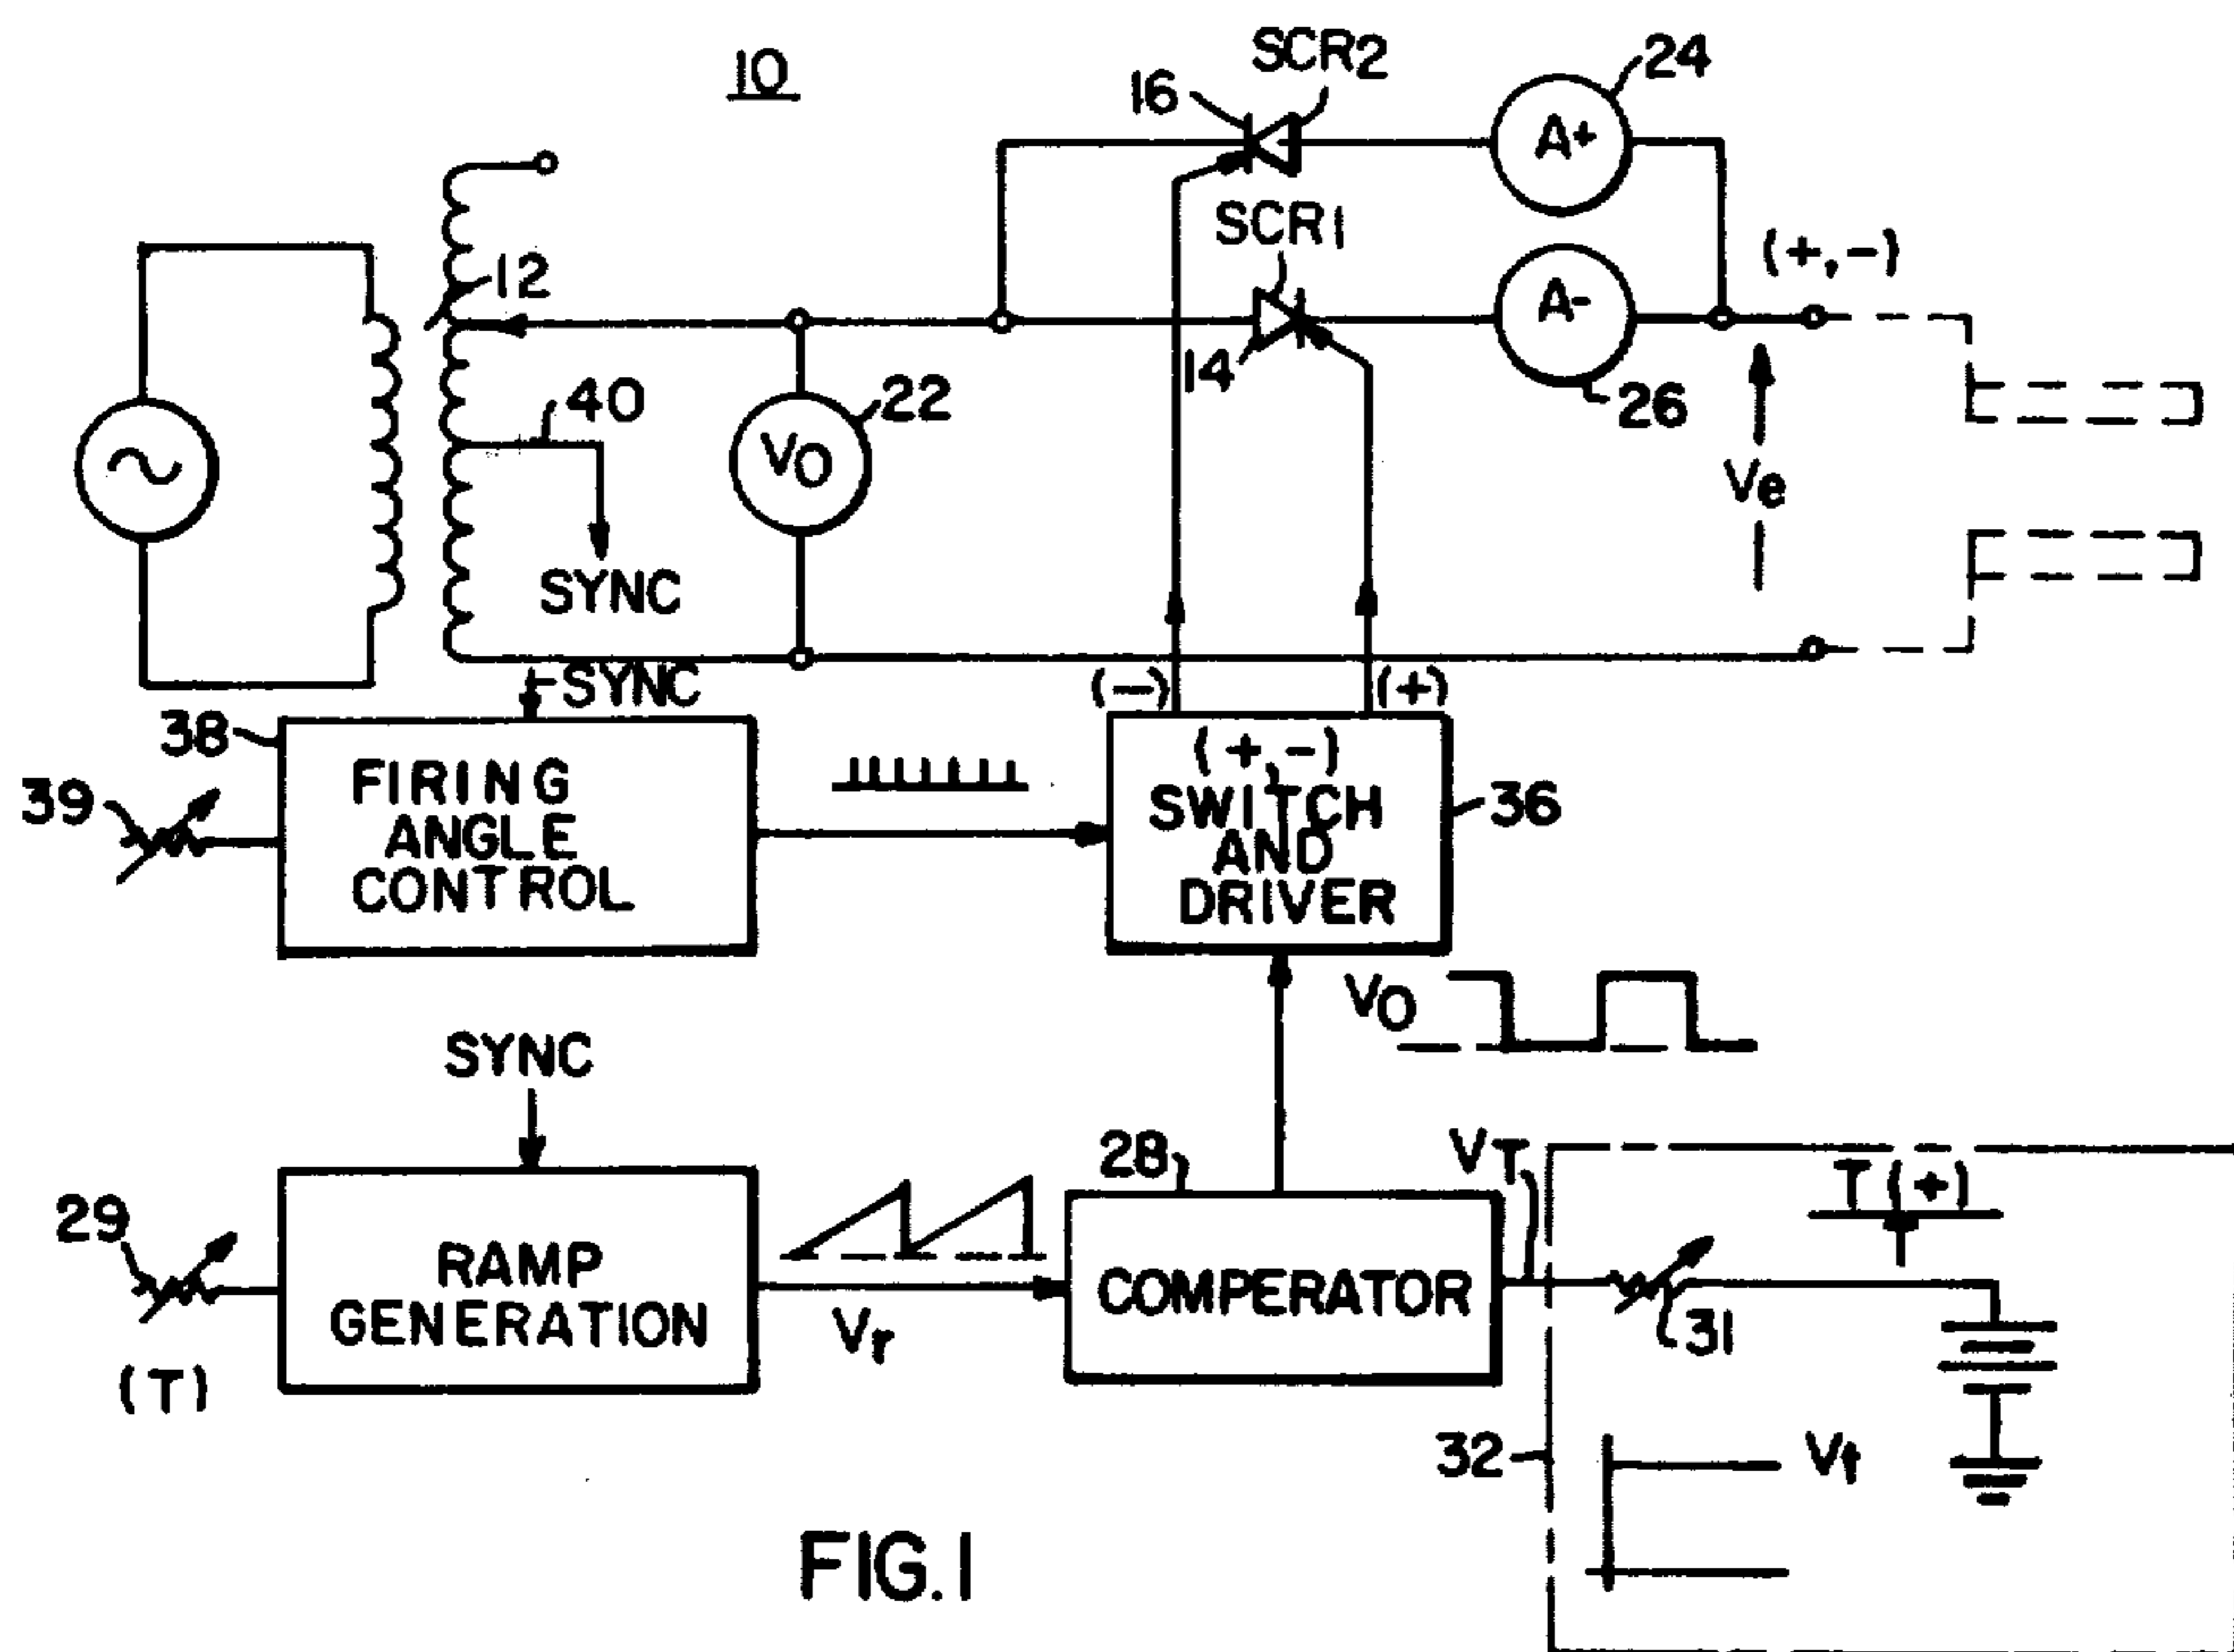 10
SCR2
16
24
A+
SCR1
12
(+,-)
A-
14
26
40
22
VO
Ve
SYNC
SYNC
(-)
(+)
38
(+,-)
FIRING
ANGLE
CONTROL
SWITCH
AND
DRIVER
39
36
VO
SYNC
28
VT
T(+)
29
RAMP
GENERATION
COMPERATOR
Vr
31
(T)
32
Vt
FIG.1